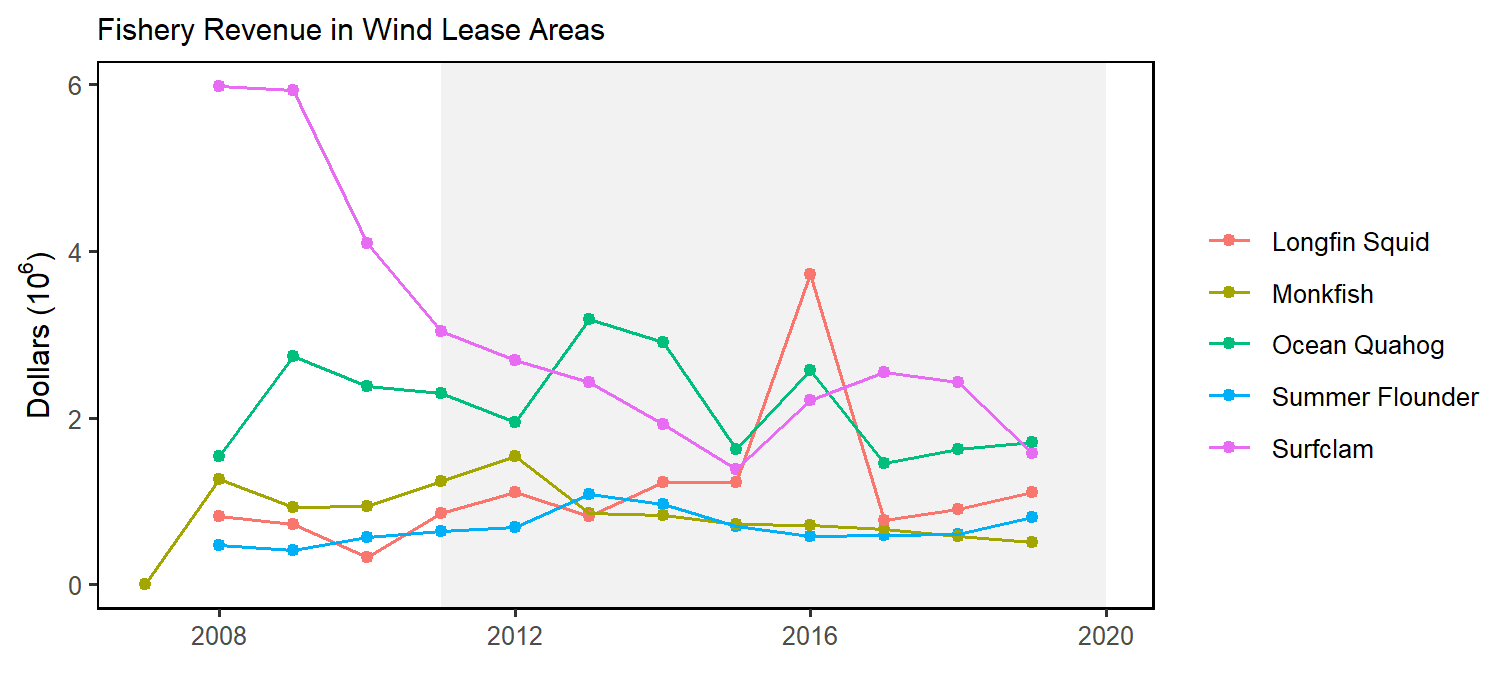 Fishery Revenue in Wind Lease Areas
Dollars (10⁶)
6
4
2
0
2008 2012 2016 2020
Longfin Squid
Monkfish
Ocean Quahog
Summer Flounder
Surfclam